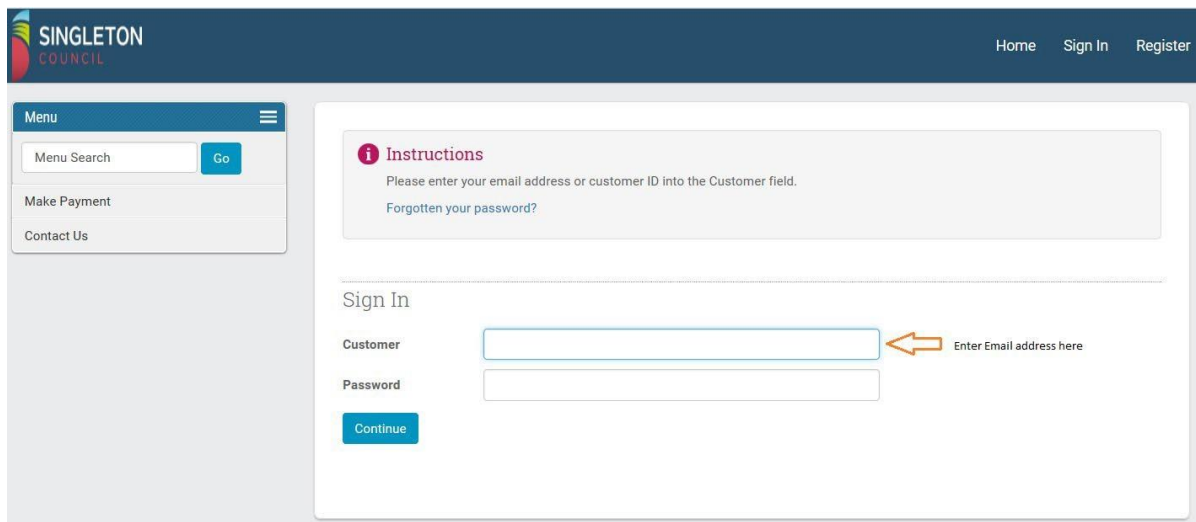 SINGLETON
COUNCIL
Home Sign In Register
Menu
Menu Search Go
Make Payment
Contact Us
Instructions
Please enter your email address or customer ID into the Customer field.
Forgotten your password?
Sign In
Customer
Enter Email address here
Password
Continue